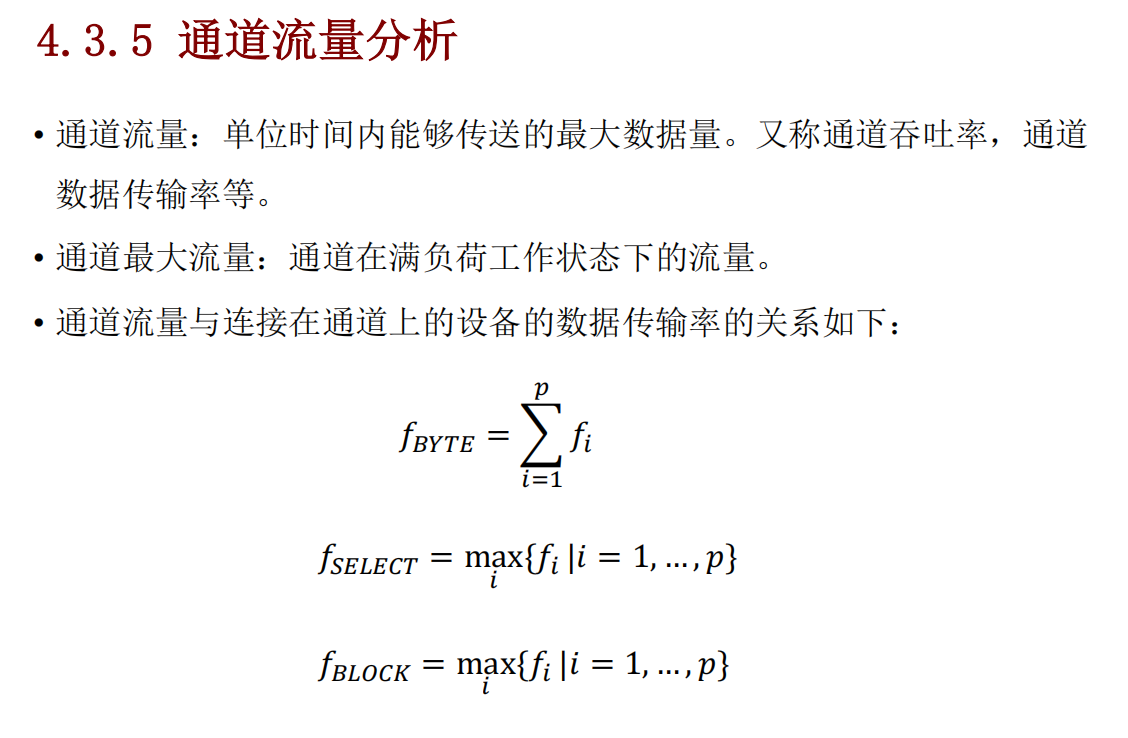 4.3.5 通道流量分析
• 通道流量：单位时间内能够传送的最大数据量。又称通道吞吐率，通道
数据传输率等。
• 通道最大流量：通道在满负荷工作状态下的流量。
• 通道流量与连接在通道上的设备的数据传输率的关系如下：
f_{BYTE} = \sum_{i=1}^{p} f_i
f_{SELECT} = \max_i\{f_i | i = 1, ..., p\}
f_{BLOCK} = \max_i\{f_i | i = 1, ..., p\}